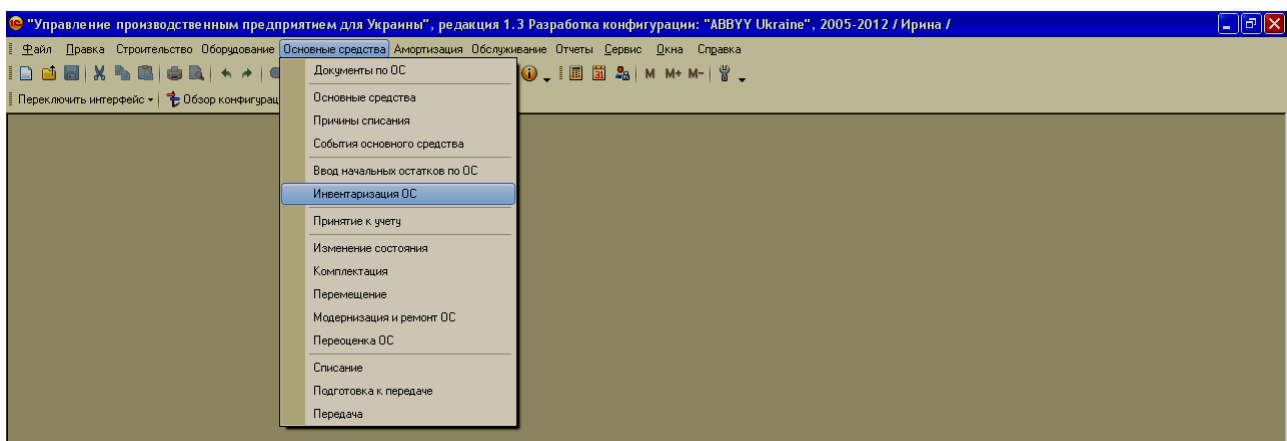 "Управление производственным предприятием для Украины", редакция 1.3 Разработка конфигурации: "ABBYY Ukraine", 2005-2012 / Ирина /
Файл Правка Строительство Оборудование Основные средства Амортизация Обслуживание Отчеты Сервис Окна Справка
M M+ M-
Переключить интерфейс Обзор конфигурац
Документы по ОС
Основные средства
Причины списания
События основного средства
Ввод начальных остатков по ОС
Инвентаризация ОС
Принятие к учету
Изменение состояния
Комплектация
Перемещение
Модернизация и ремонт ОС
Переоценка ОС
Списание
Подготовка к передаче
Передача